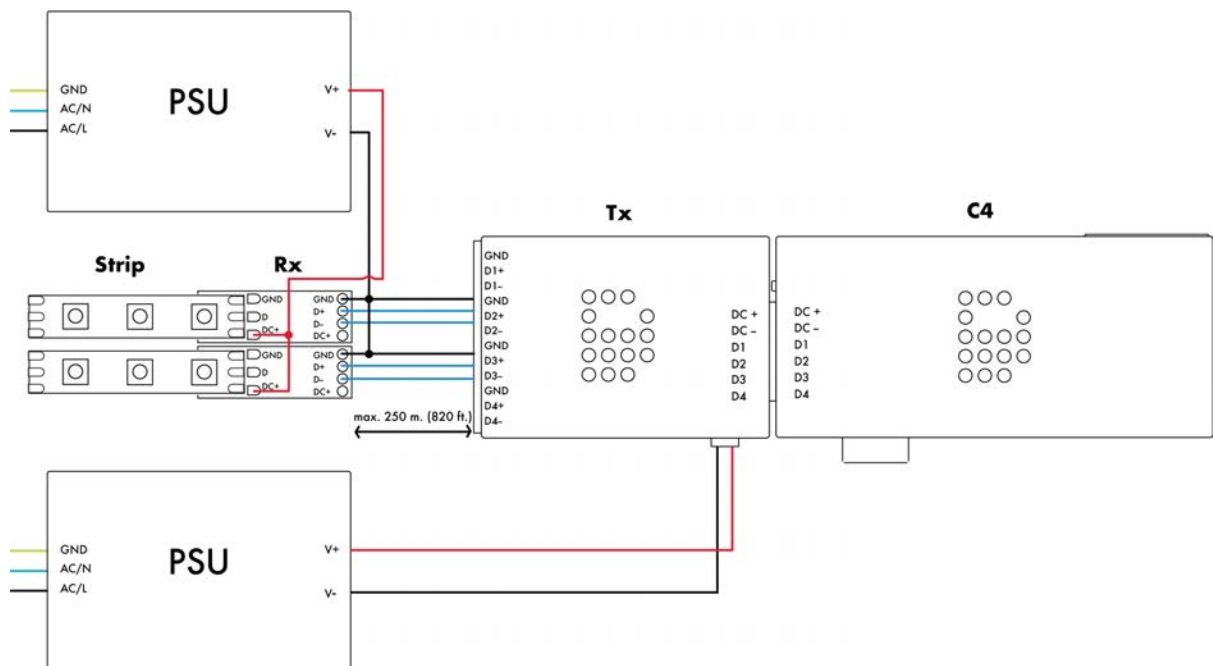 GND
AC/N
AC/L
PSU
V+
V-
Strip
Rx
GND
D
DC+
GND
D+
D-
DC+
GND
D
DC+
GND
D+
D-
DC+
max. 250 m. (820 ft.)
Tx
GND
D1+
D1-
GND
D2+
D2-
GND
D3+
D3-
GND
D4+
D4-
DC +
DC -
D1
D2
D3
D4
C4
DC +
DC -
D1
D2
D3
D4
GND
AC/N
AC/L
PSU
V+
V-